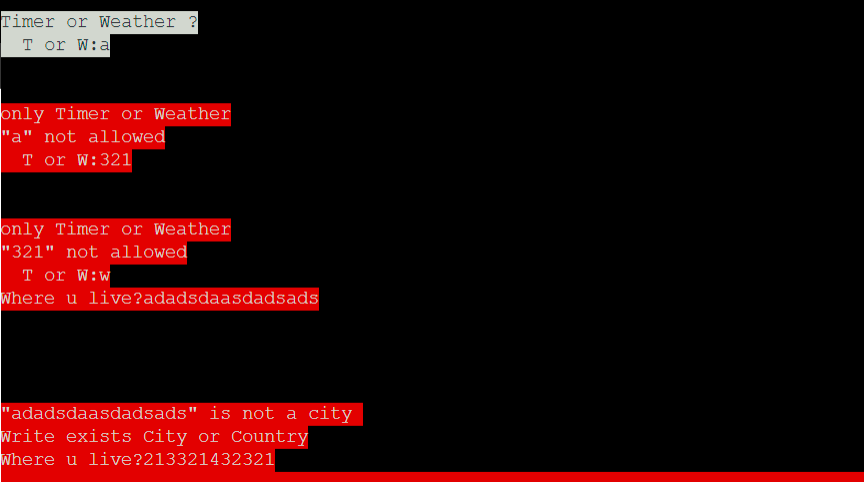 Timer or Weather ?
T or W:a
only Timer or Weather
"a" not allowed
T or W:321
only Timer or Weather
"321" not allowed
T or W:w
Where u live?adadsdaasdadsads
"adadsdaasdadsads" is not a city
Write exists City or Country
Where u live?213321432321